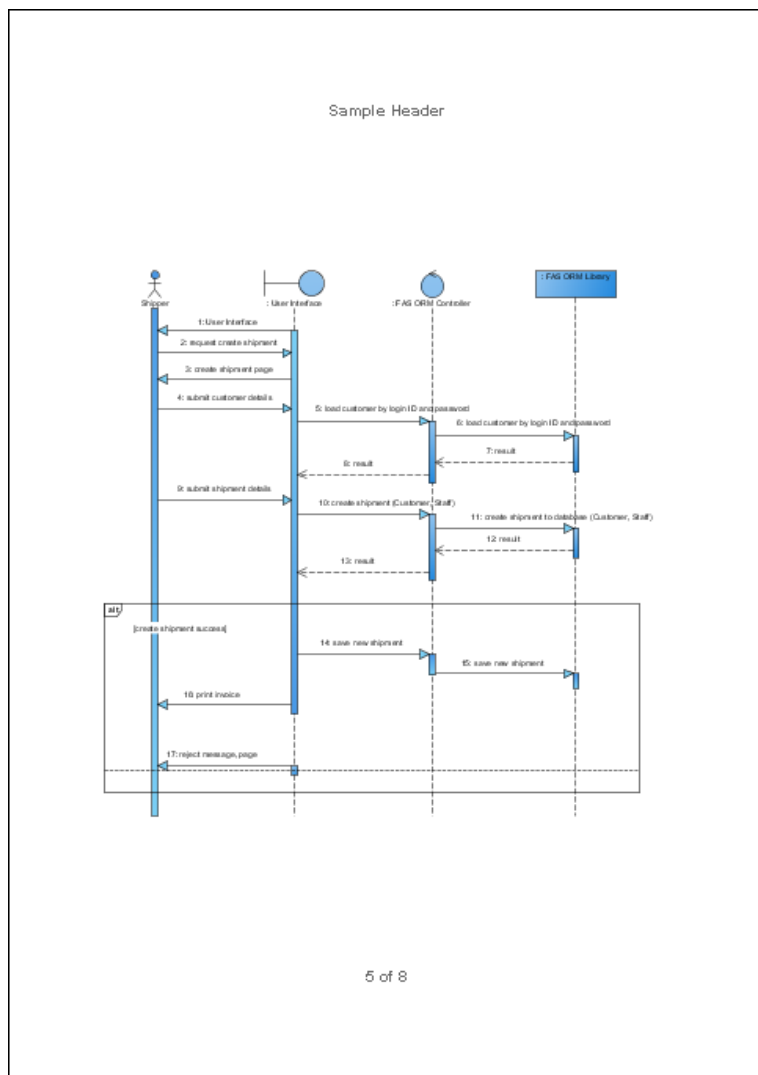 Sample Header
: FAS ORM Library
Shipper
: User Interface
: FAS ORM Controller
1: User Interface
2: request create shipment
3: create shipment page
4: submit customer details
5: load customer by login ID and password
6: load customer by login ID and password
7: result
8: result
9: submit shipment details
10: create shipment (Customer, Staff)
11: create shipment to database (Customer, Staff)
12: result
13: result
alt
[create shipment success]
14: save new shipment
15: save new shipment
16: print invoice
17: reject message, page
5 of 8